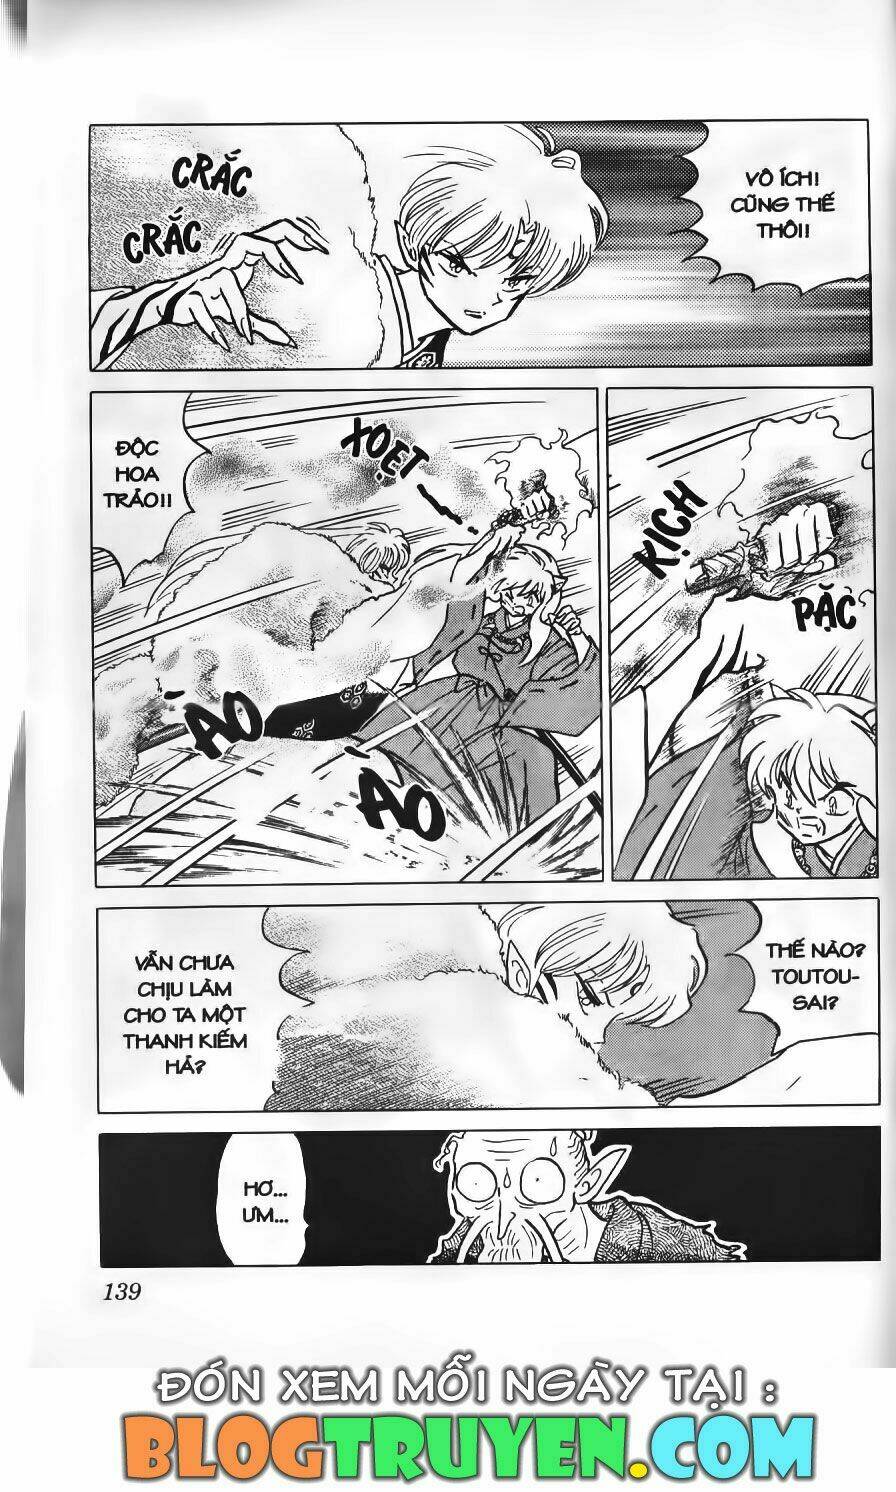 CRẮC
CRẮC
VÔ ÍCH!
CŨNG THẾ
THÔI!
ĐỘC
HOA
TRẢO!!
XOẸT
ÀO
ÀO
KỊCH
PẶC
VẪN CHƯA
CHỊU LÀM
CHO TA MỘT
THANH KIẾM
HẢ?
THẾ NÀO?
TOUTOU-
SAI?
HƠ...
ƯM...
139
ĐÓN XEM MỖI NGÀY TẠI :
BLOGTRUYEN.COM